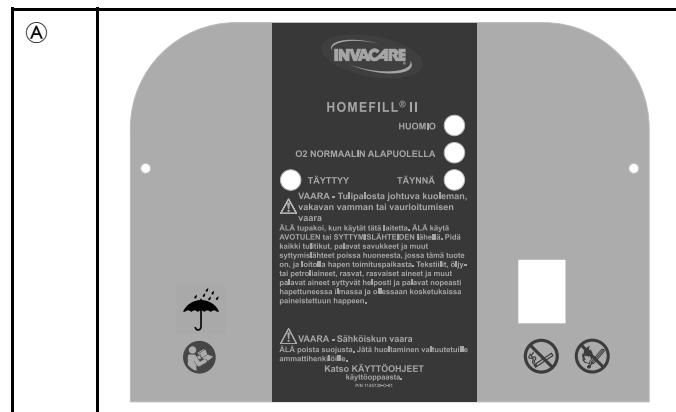 A
INVACARE
HOMEFILL® II
HUOMIO
O2 NORMAALIN ALAPUOLELLA
TÄYTTYY TÄYNNÄ
VAARA - Tulipalosta johtuva kuoleman,
vakavan vamman tai vaurioitumisen
vaara
ÄLÄ tupakoi, kun käytät tätä laitetta. ÄLÄ käytä
AVOTULEN tai SYTTYMISLÄHTEIDEN lähellä. Pidä
kaikki tulitikut, palavat savukkeet ja muut
syttymislähteet poissa huoneesta, jossa tämä tuote
on, ja loitolla hapen toimituspaikasta. Tekstiilit, öljy-
tai petroliaineet, rasvat, rasvaiset aineet ja muut
palavat aineet syttyvät helposti ja palavat nopeasti
hapettuneessa ilmassa ja ollessaan kosketuksissa
paineistettuun happeen.
VAARA - Sähköiskun vaara
ÄLÄ poista suojusta. Jätä huoltaminen valtuutetuille
ammattihenkilöille.
Katso KÄYTTÖOHJEET
käyttöoppaasta.